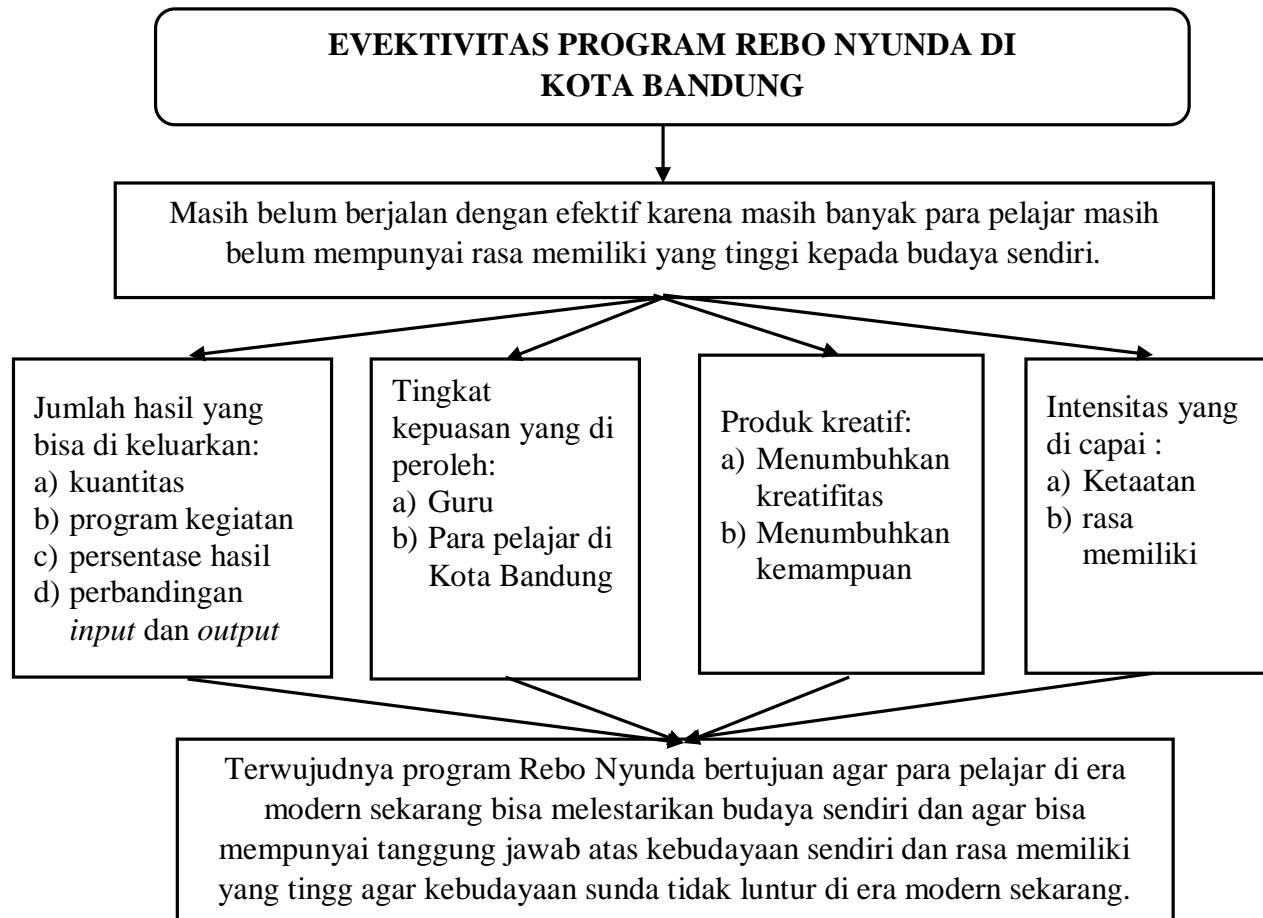 EVEKTIVITAS PROGRAM REBO NYUNDA DI
KOTA BANDUNG
Masih belum berjalan dengan efektif karena masih banyak para pelajar masih
belum mempunyai rasa memiliki yang tinggi kepada budaya sendiri.
Jumlah hasil yang
bisa di keluarkan:
a) kuantitas
b) program kegiatan
c) persentase hasil
d) perbandingan
input dan output
Tingkat
kepuasan yang di
peroleh:
a) Guru
b) Para pelajar di
Kota Bandung
Produk kreatif:
a) Menumbuhkan
kreatifitas
b) Menumbuhkan
kemampuan
Intensitas yang
di capai :
a) Ketaatan
b) rasa
memiliki
Terwujudnya program Rebo Nyunda bertujuan agar para pelajar di era
modern sekarang bisa melestarikan budaya sendiri dan agar bisa
mempunyai tanggung jawab atas kebudayaan sendiri dan rasa memiliki
yang tingg agar kebudayaan sunda tidak luntur di era modern sekarang.